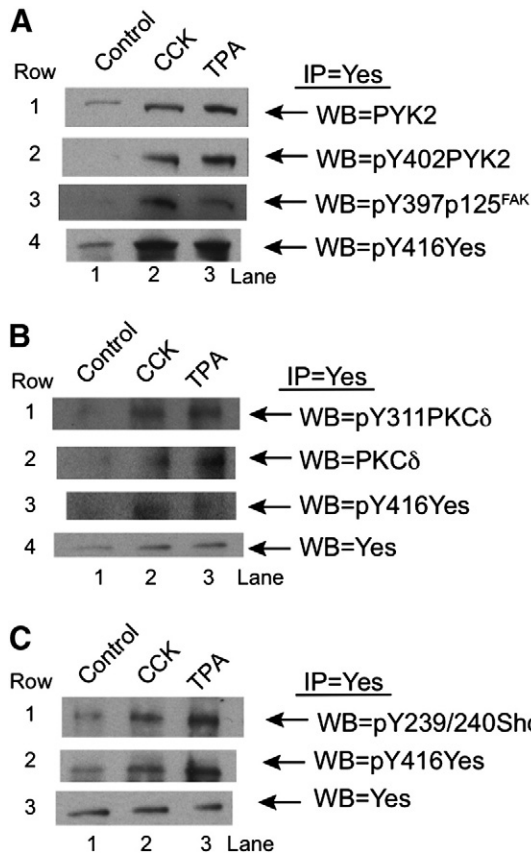 A
Control CCK TPA
Row IP=Yes
1 WB=PYK2
2 WB=pY402PYK2
3 WB=pY397p125FAK
4 WB=pY416Yes
1 2 3 Lane
B
Control CCK TPA
Row IP=Yes
1 WB=pY311PKCδ
2 WB=PKCδ
3 WB=pY416Yes
4 WB=Yes
1 2 3 Lane
C
Control CCK TPA
Row IP=Yes
1 WB=pY239/240Shc
2 WB=pY416Yes
3 WB=Yes
1 2 3 Lane